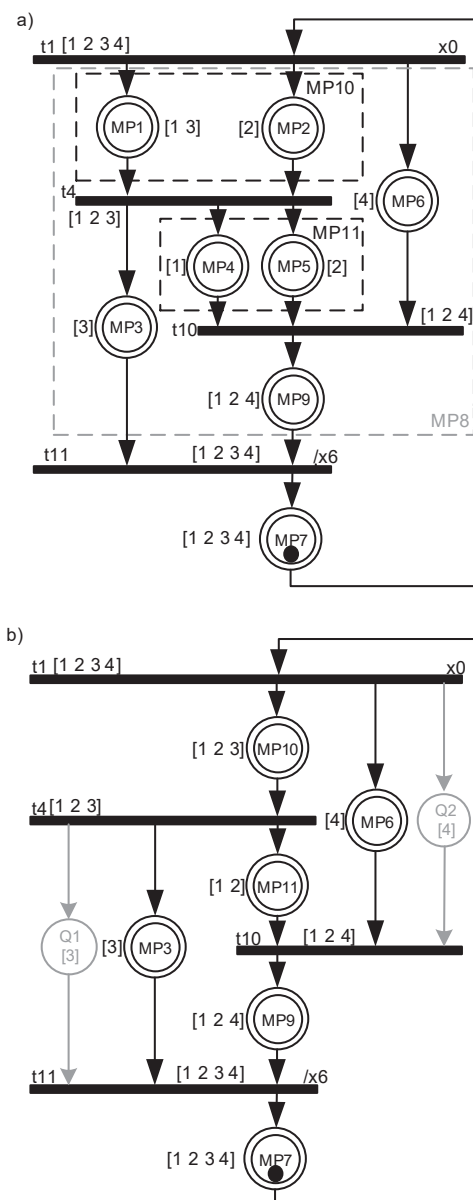 a)
t1 [1 2 3 4] x0
MP10
MP1 [1 3] [2] MP2
t4
[1 2 3] [4] MP6
MP11
[1] MP4 MP5 [2]
[3] MP3 t10 [1 2 4]
[1 2 4] MP9
MP8
t11 [1 2 3 4] /x6
[1 2 3 4] MP7
b)
t1 [1 2 3 4] x0
[1 2 3] MP10
t4 [1 2 3] [4] MP6 Q2
[4]
[1 2] MP11
Q1
[3] [3] MP3 t10 [1 2 4]
[1 2 4] MP9
t11 [1 2 3 4] /x6
[1 2 3 4] MP7